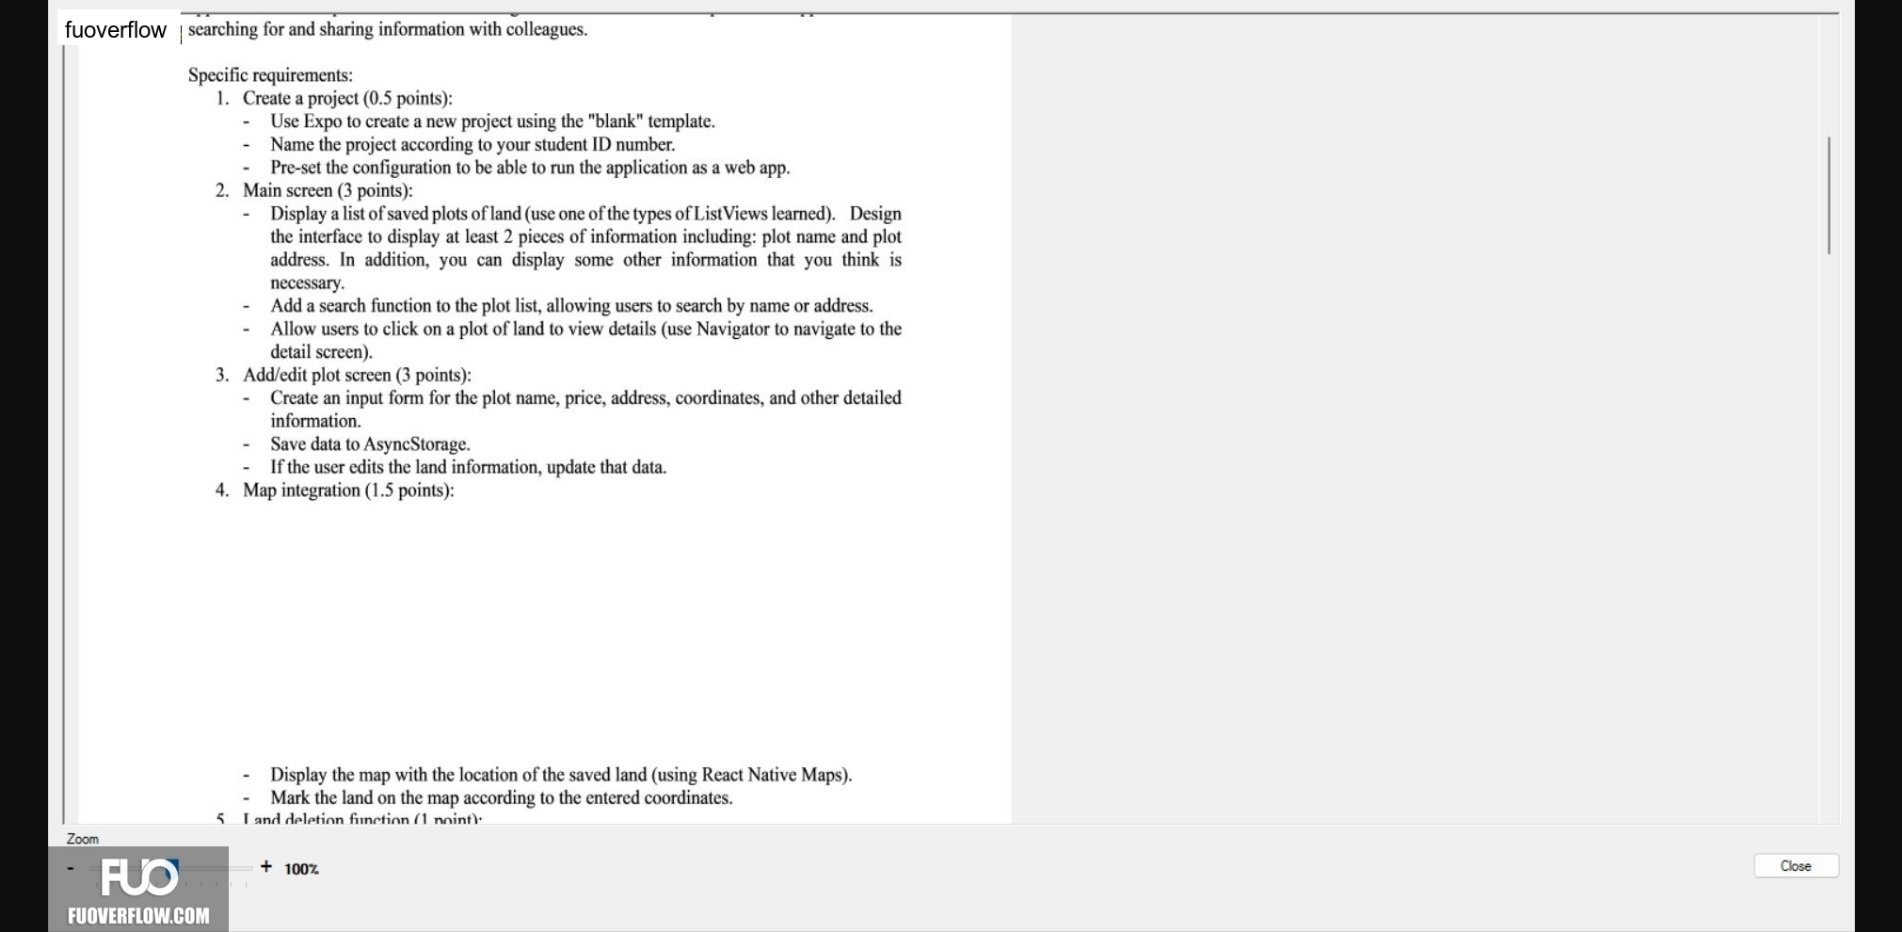 fuoverflow
searching for and sharing information with colleagues.
Specific requirements:
1. Create a project (0.5 points):
- Use Expo to create a new project using the "blank" template.
- Name the project according to your student ID number.
- Pre-set the configuration to be able to run the application as a web app.
2. Main screen (3 points):
- Display a list of saved plots of land (use one of the types of ListViews learned). Design
the interface to display at least 2 pieces of information including: plot name and plot
address. In addition, you can display some other information that you think is
necessary.
- Add a search function to the plot list, allowing users to search by name or address.
- Allow users to click on a plot of land to view details (use Navigator to navigate to the
detail screen).
3. Add/edit plot screen (3 points):
- Create an input form for the plot name, price, address, coordinates, and other detailed
information.
- Save data to AsyncStorage.
- If the user edits the land information, update that data.
4. Map integration (1.5 points):
- Display the map with the location of the saved land (using React Native Maps).
- Mark the land on the map according to the entered coordinates.
5. Land deletion function (1 point):
Zoom
- + 100%
Close
FUO
FUOVERFLOW.COM